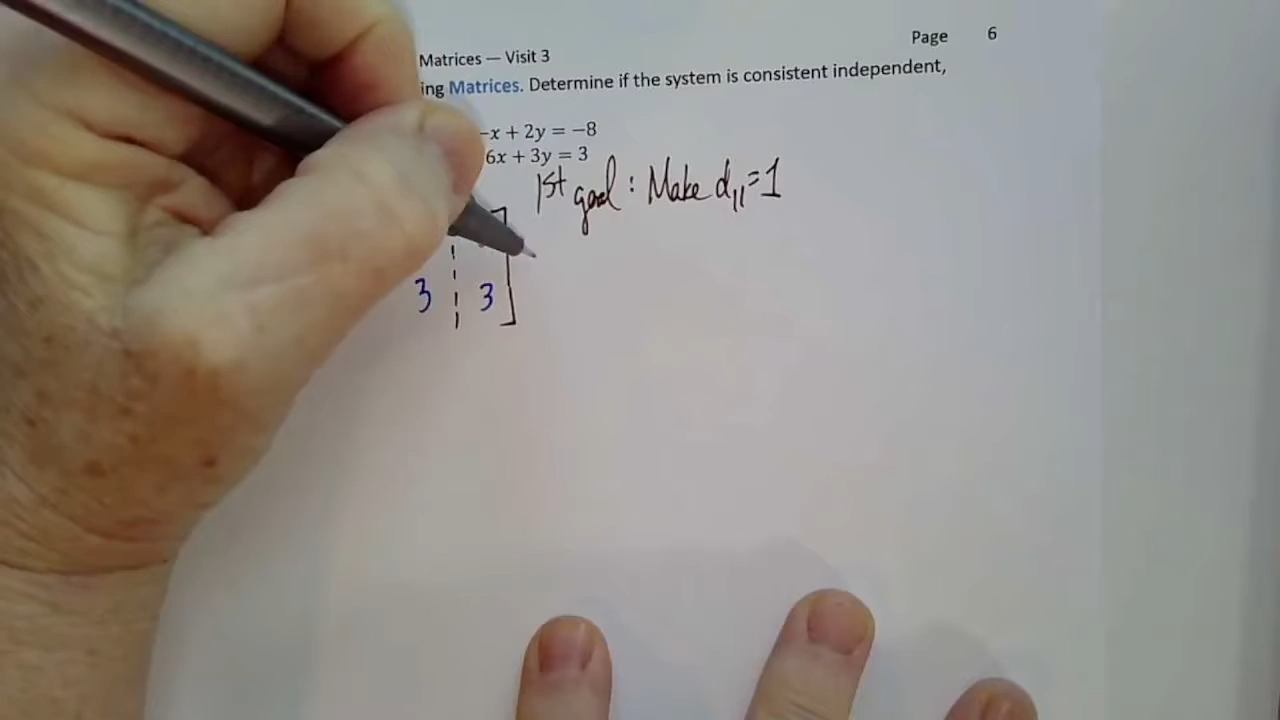 Matrices — Visit 3
Page 6
ing Matrices. Determine if the system is consistent independent,
-x + 2y = −8
6x + 3y = 3
1st goal : Make d₁₁=1
3 3